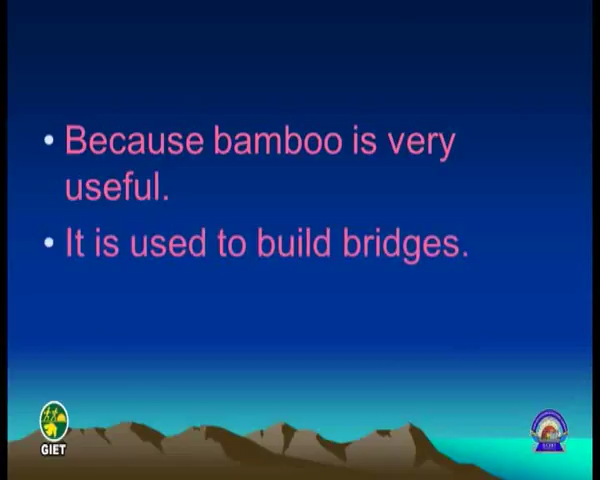 • Because bamboo is very
useful.
• It is used to build bridges.
GIET